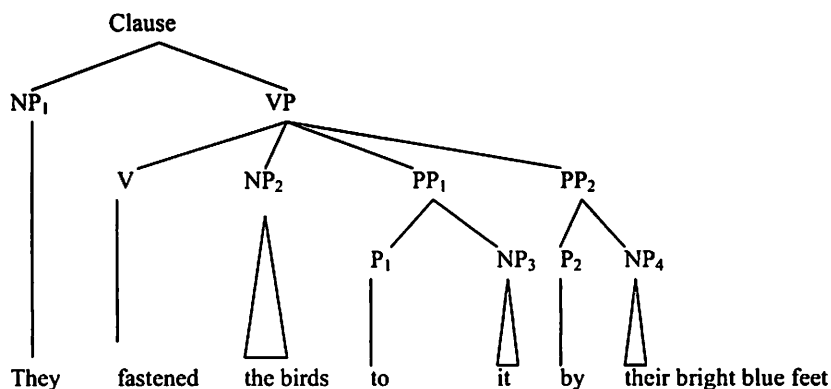 Clause
NP₁ VP
V NP₂ PP₁ PP₂
P₁ NP₃ P₂ NP₄
They fastened the birds to it by their bright blue feet